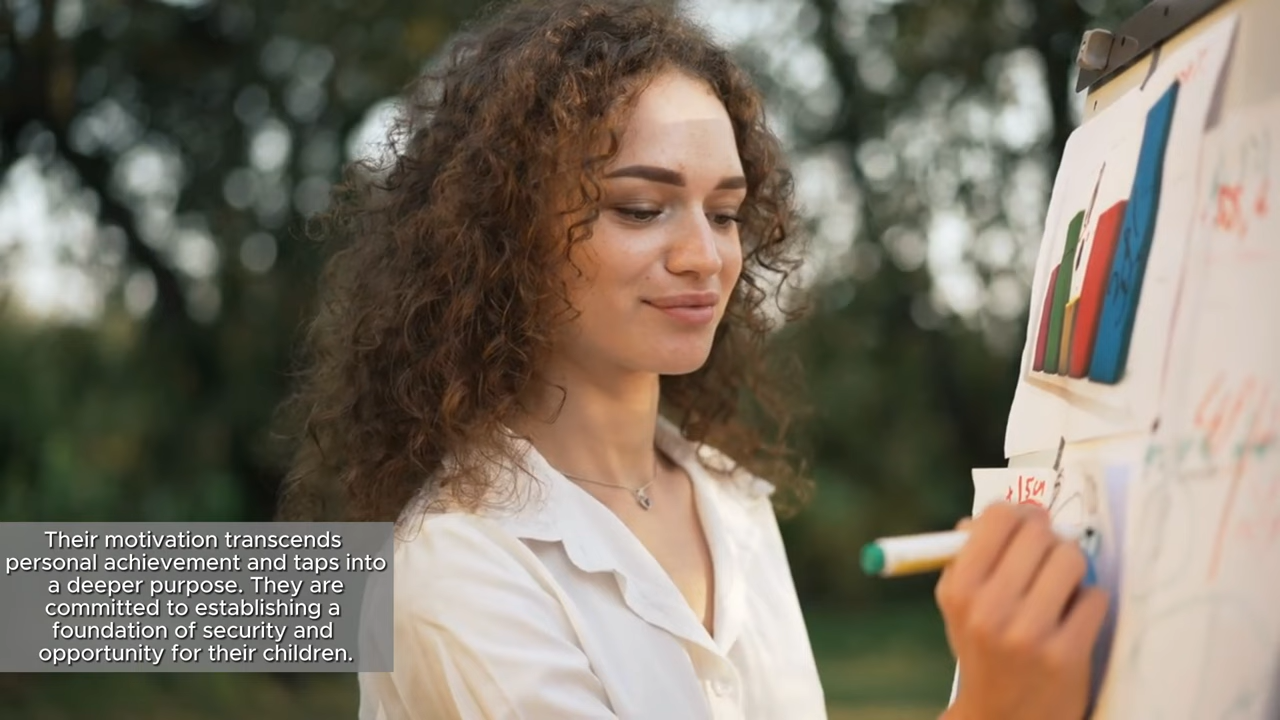 Their motivation transcends
personal achievement and taps into
a deeper purpose. They are
committed to establishing a
foundation of security and
opportunity for their children.